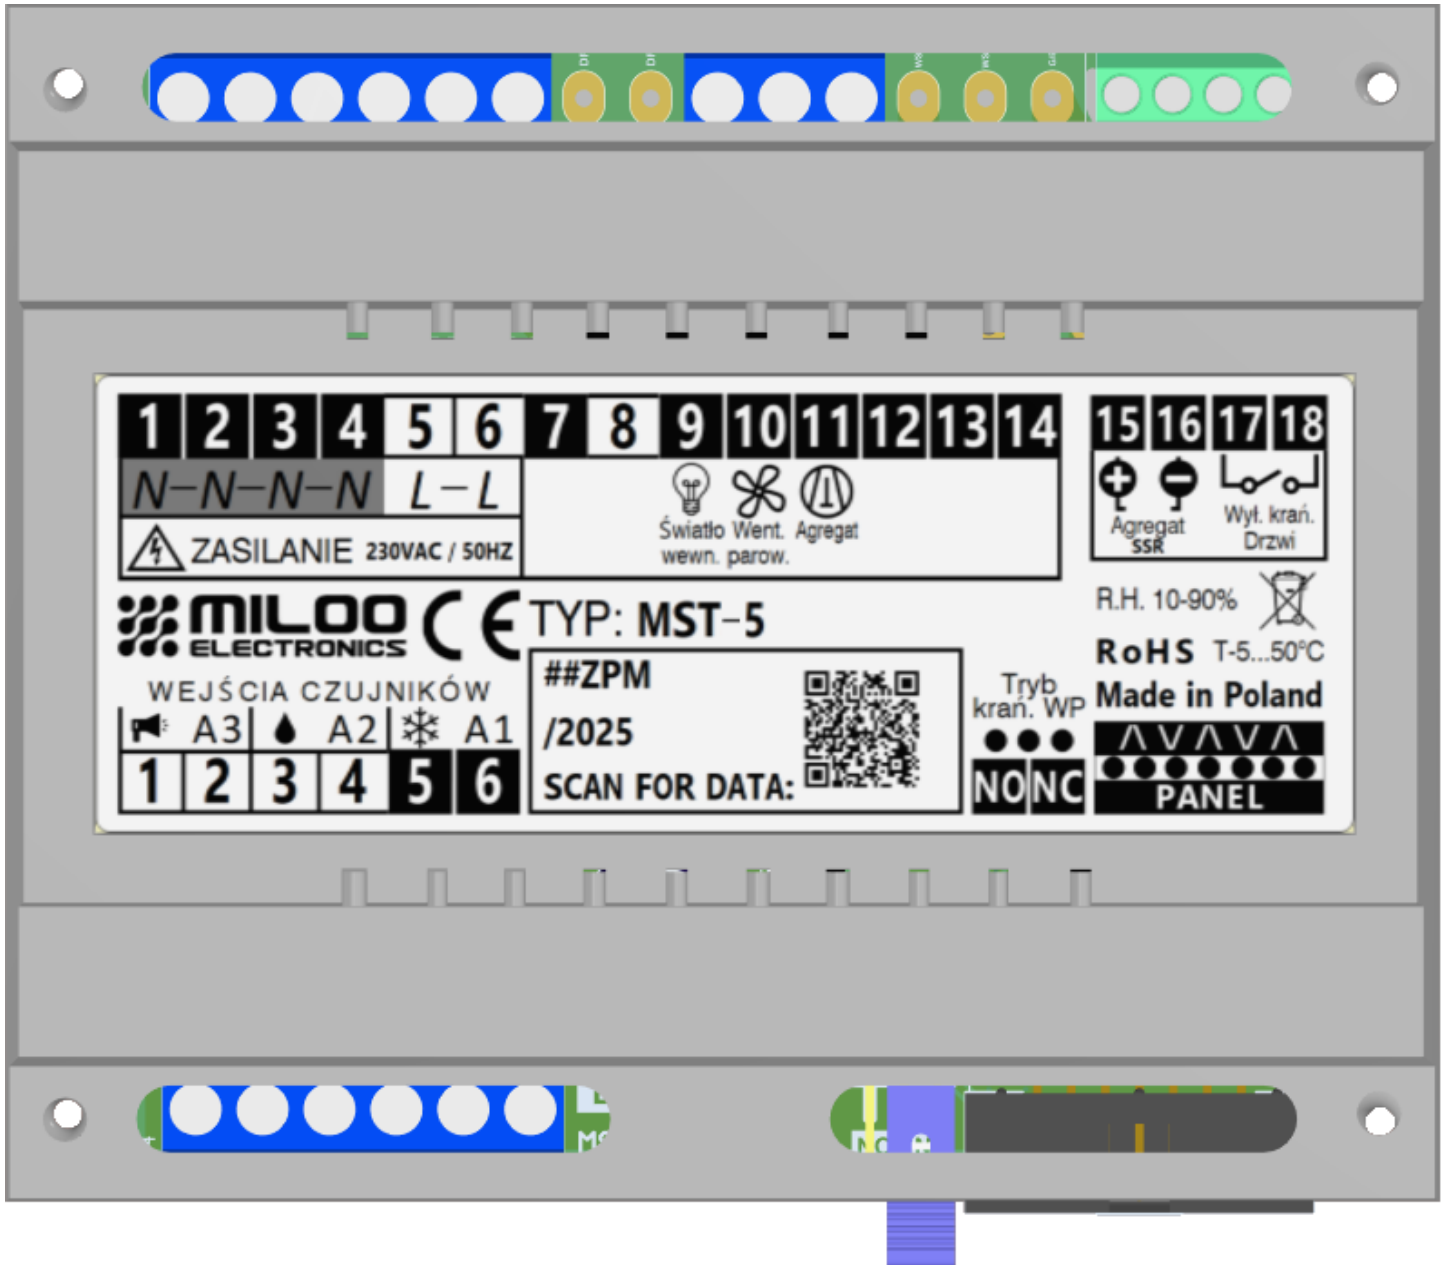 1 2 3 4 5 6 7 8 9 10 11 12 13 14
15 16 17 18
N-N-N-N L-L
ZASILANIE 230VAC / 50HZ
Światło wewn.
Went. parow.
Agregat
Agregat
SSR
Wył. krań.
Drzwi
MILOO
ELECTRONICS
CE
TYP: MST-5
R.H. 10-90%
RoHS T-5...50°C
Made in Poland
WEJŚCIA CZUJNIKÓW
A3 A2 A1
1 2 3 4 5 6
##ZPM
/2025
SCAN FOR DATA:
Tryb
krań. WP
NO NC
PANEL
NO